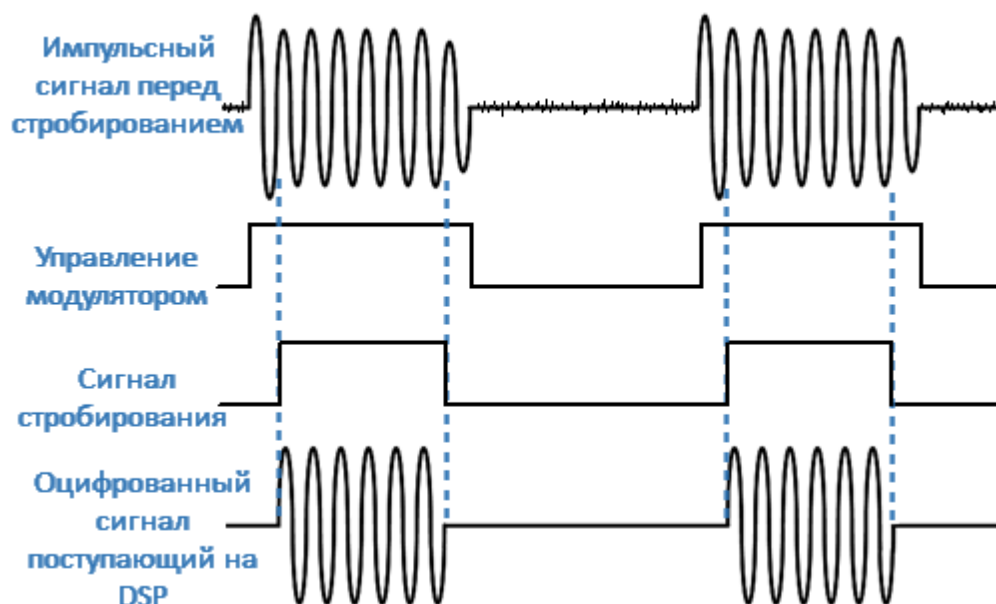 Импульсный
сигнал перед
стробированием
Управление
модулятором
Сигнал
стробирования
Оцифрованный
сигнал
поступающий на
DSP